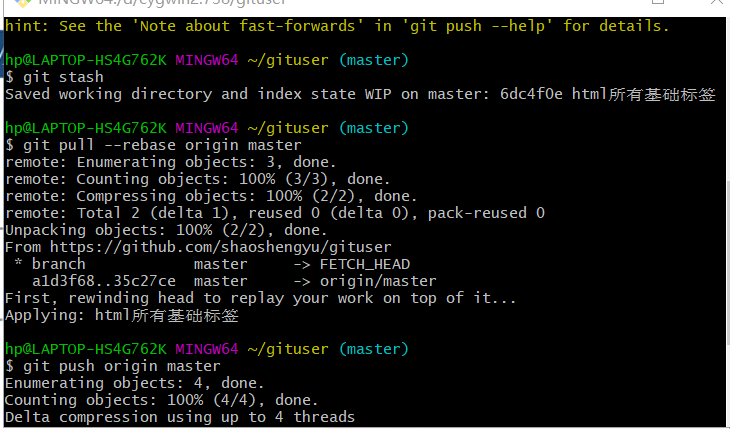 MINGW64:/d/cygwin2.738/gituser
hint: See the 'Note about fast-forwards' in 'git push --help' for details.
hp@LAPTOP-HS4G762K MINGW64 ~/gituser (master)
$ git stash
Saved working directory and index state WIP on master: 6dc4f0e html所有基础标签
hp@LAPTOP-HS4G762K MINGW64 ~/gituser (master)
$ git pull --rebase origin master
remote: Enumerating objects: 3, done.
remote: Counting objects: 100% (3/3), done.
remote: Compressing objects: 100% (2/2), done.
remote: Total 2 (delta 1), reused 0 (delta 0), pack-reused 0
Unpacking objects: 100% (2/2), done.
From https://github.com/shaoshengyu/gituser
 * branch            master     -> FETCH_HEAD
   a1d3f68..35c27ce  master     -> origin/master
First, rewinding head to replay your work on top of it...
Applying: html所有基础标签
hp@LAPTOP-HS4G762K MINGW64 ~/gituser (master)
$ git push origin master
Enumerating objects: 4, done.
Counting objects: 100% (4/4), done.
Delta compression using up to 4 threads